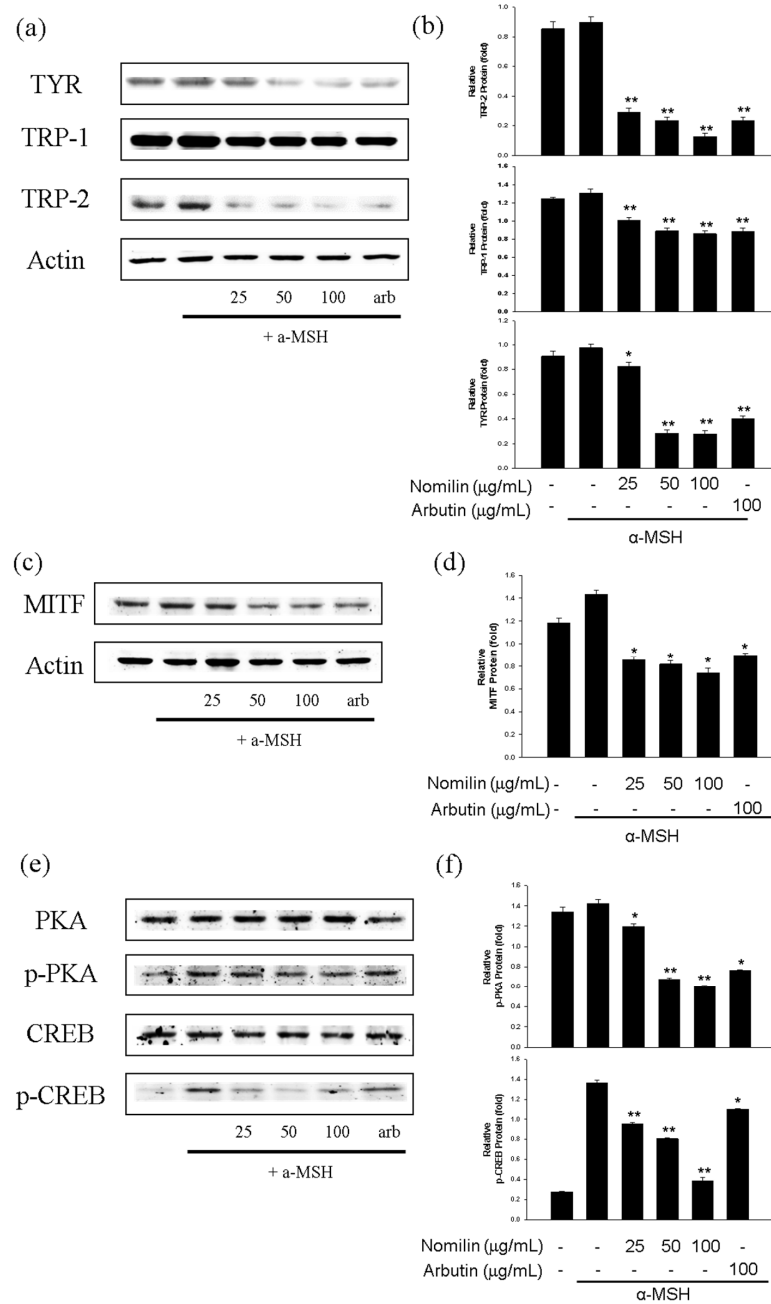 (a)
TYR
TRP-1
TRP-2
Actin
25 50 100 arb
+ a-MSH
(b)
Relative
TRP-2 Protein (fold)
1.2
1.0
0.8
0.6
0.4
0.2
0.0
** ** ** **
Relative
TRP-1 Protein (fold)
1.6
1.4
1.2
1.0
0.8
0.6
0.4
0.2
0.0
** ** ** **
Relative
TYR Protein (fold)
1.2
1.0
0.8
0.6
0.4
0.2
0.0
* ** ** **
Nomilin (μg/mL) - - 25 50 100 -
Arbutin (μg/mL) - - - - - 100
α-MSH
(c)
MITF
Actin
25 50 100 arb
+ a-MSH
(d)
Relative
MITF Protein (fold)
1.6
1.4
1.2
1.0
0.8
0.6
0.4
0.2
0.0
* * * *
Nomilin (μg/mL) - - 25 50 100 -
Arbutin (μg/mL) - - - - - 100
α-MSH
(e)
PKA
p-PKA
CREB
p-CREB
25 50 100 arb
+ a-MSH
(f)
Relative
p-PKA Protein (fold)
1.6
1.4
1.2
1.0
0.8
0.6
0.4
0.2
0.0
* ** ** *
Relative
p-CREB Protein (fold)
1.6
1.4
1.2
1.0
0.8
0.6
0.4
0.2
0.0
** ** ** *
Nomilin (μg/mL) - - 25 50 100 -
Arbutin (μg/mL) - - - - - 100
α-MSH